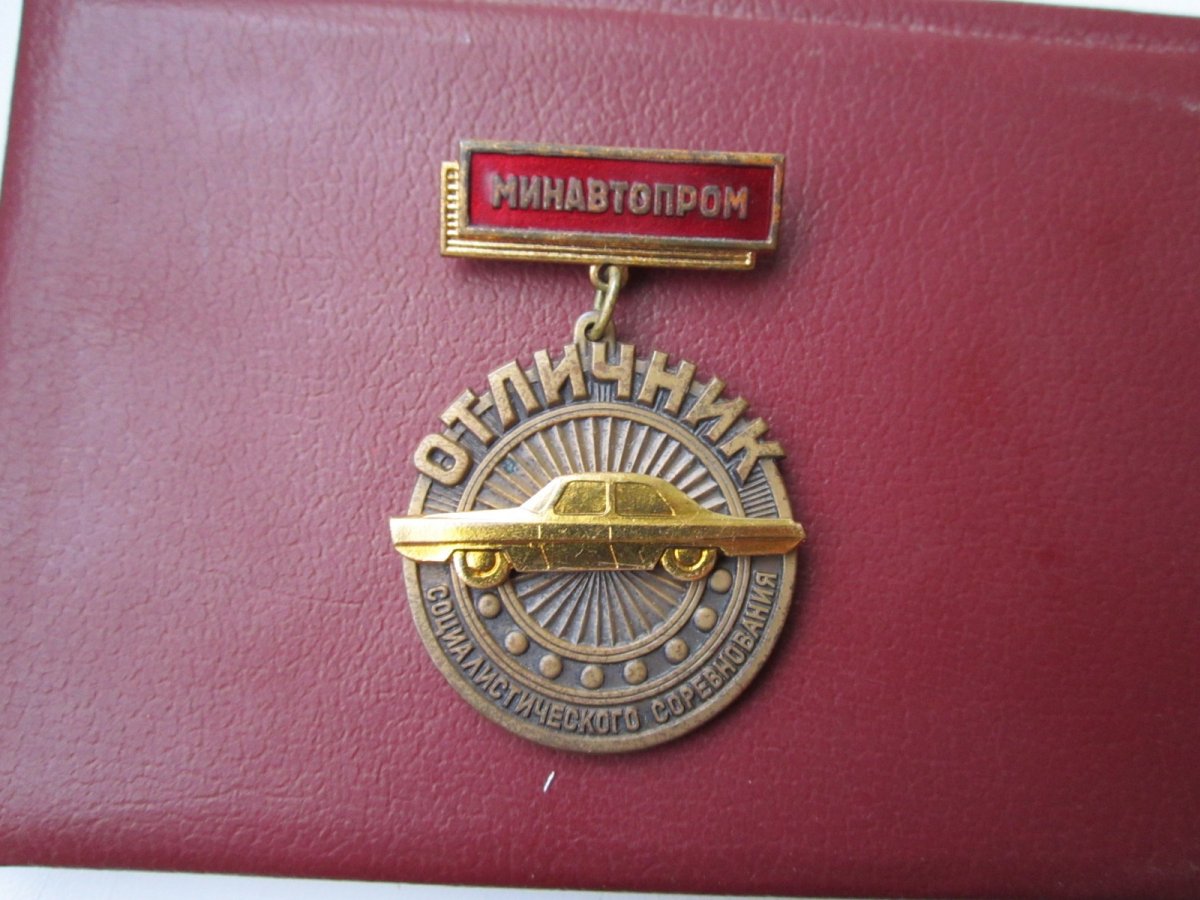 МИНАВТОПРОМ
ОТЛИЧНИК
СОЦИАЛИСТИЧЕСКОГО СОРЕВНОВАНИЯ